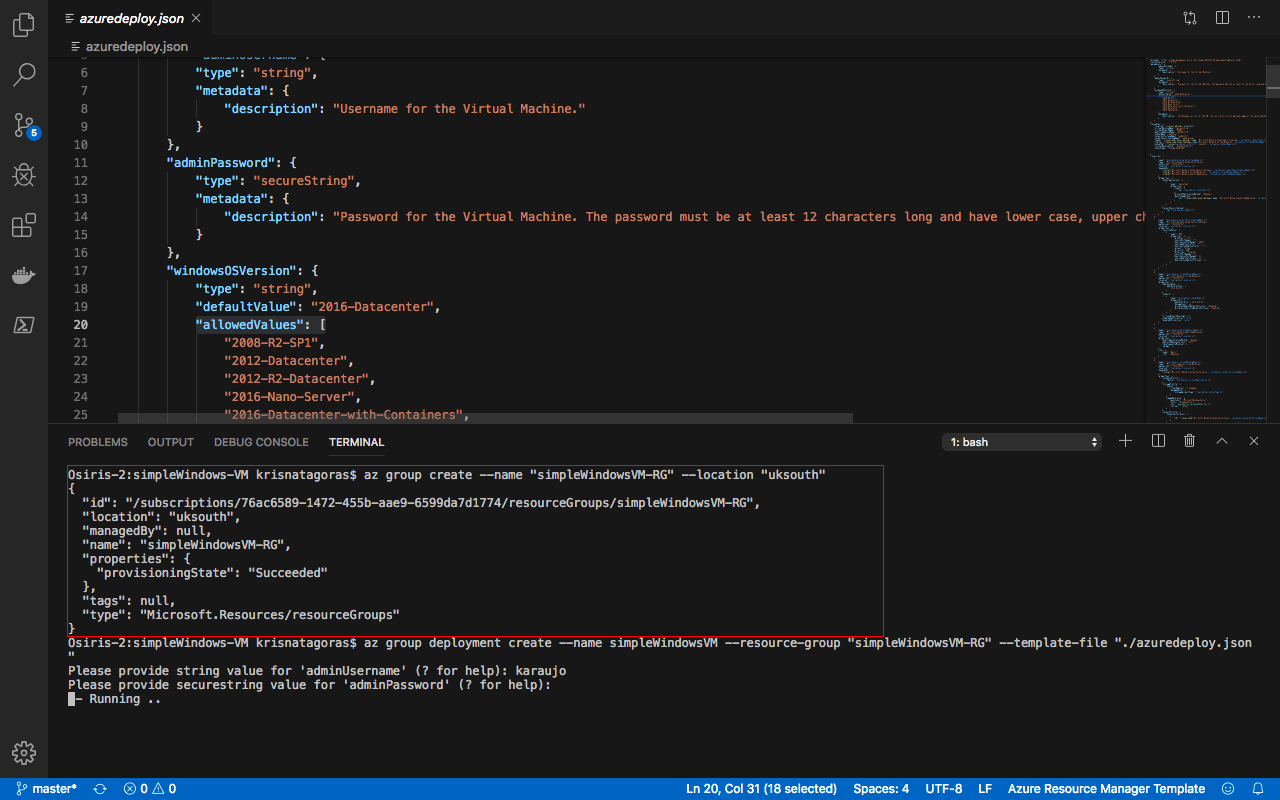 azuredeploy.json
azuredeploy.json
6 "type": "string",
7 "metadata": {
8 "description": "Username for the Virtual Machine."
9 }
10 },
11 "adminPassword": {
12 "type": "secureString",
13 "metadata": {
14 "description": "Password for the Virtual Machine. The password must be at least 12 characters long and have lower case, upper ch
15 }
16 },
17 "windowsOSVersion": {
18 "type": "string",
19 "defaultValue": "2016-Datacenter",
20 "allowedValues": [
21 "2008-R2-SP1",
22 "2012-Datacenter",
23 "2012-R2-Datacenter",
24 "2016-Nano-Server",
25 "2016-Datacenter-with-Containers",
5
PROBLEMS OUTPUT DEBUG CONSOLE TERMINAL 1: bash
Osiris-2:simpleWindows-VM krisnatagoras$ az group create --name "simpleWindowsVM-RG" --location "uksouth"
{
"id": "/subscriptions/76ac6589-1472-455b-aae9-6599da7d1774/resourceGroups/simpleWindowsVM-RG",
"location": "uksouth",
"managedBy": null,
"name": "simpleWindowsVM-RG",
"properties": {
"provisioningState": "Succeeded"
},
"tags": null,
"type": "Microsoft.Resources/resourceGroups"
}
Osiris-2:simpleWindows-VM krisnatagoras$ az group deployment create --name simpleWindowsVM --resource-group "simpleWindowsVM-RG" --template-file "./azuredeploy.json
"
Please provide string value for 'adminUsername' (? for help): karaujo
Please provide securestring value for 'adminPassword' (? for help):
- Running ..
master* 0 0 Ln 20, Col 31 (18 selected) Spaces: 4 UTF-8 LF Azure Resource Manager Template